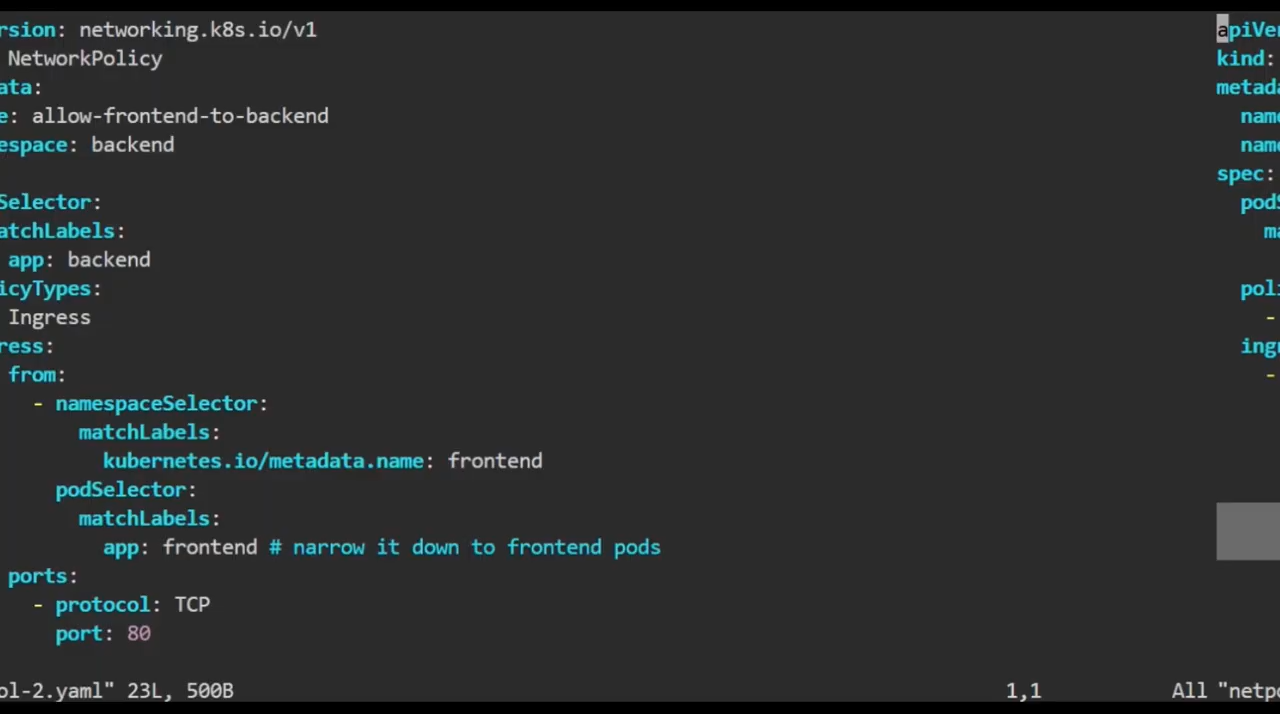 rsion: networking.k8s.io/v1
NetworkPolicy
ata:
e: allow-frontend-to-backend
espace: backend
Selector:
atchLabels:
app: backend
icyTypes:
Ingress
ress:
from:
- namespaceSelector:
matchLabels:
kubernetes.io/metadata.name: frontend
podSelector:
matchLabels:
app: frontend # narrow it down to frontend pods
ports:
- protocol: TCP
port: 80
ol-2.yaml" 23L, 500B 1,1 All "netpo
apiVer
kind:
metada
name
name
spec:
podS
ma
poli
-
ingr
-